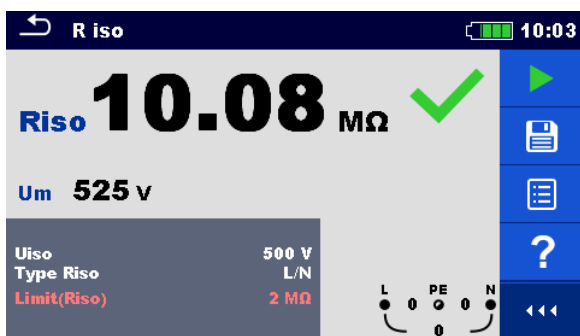 R iso 10:03
Riso 10.08 MΩ
Um 525 V
Uiso 500 V
Type Riso L/N
Limit(Riso) 2 MΩ
L PE N
0 0
0
?